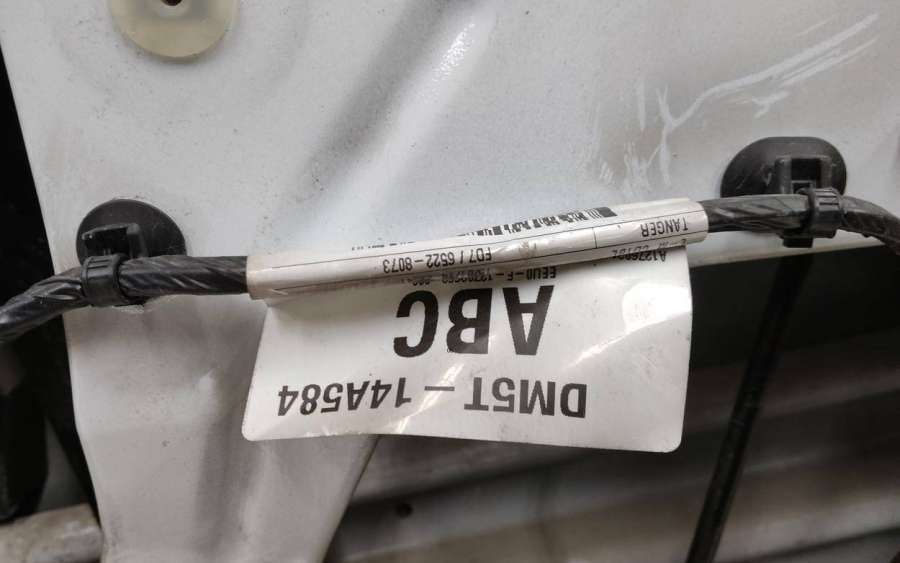 DM5T - 14A584
ABC
FD7 / 6522-8073
TANGER